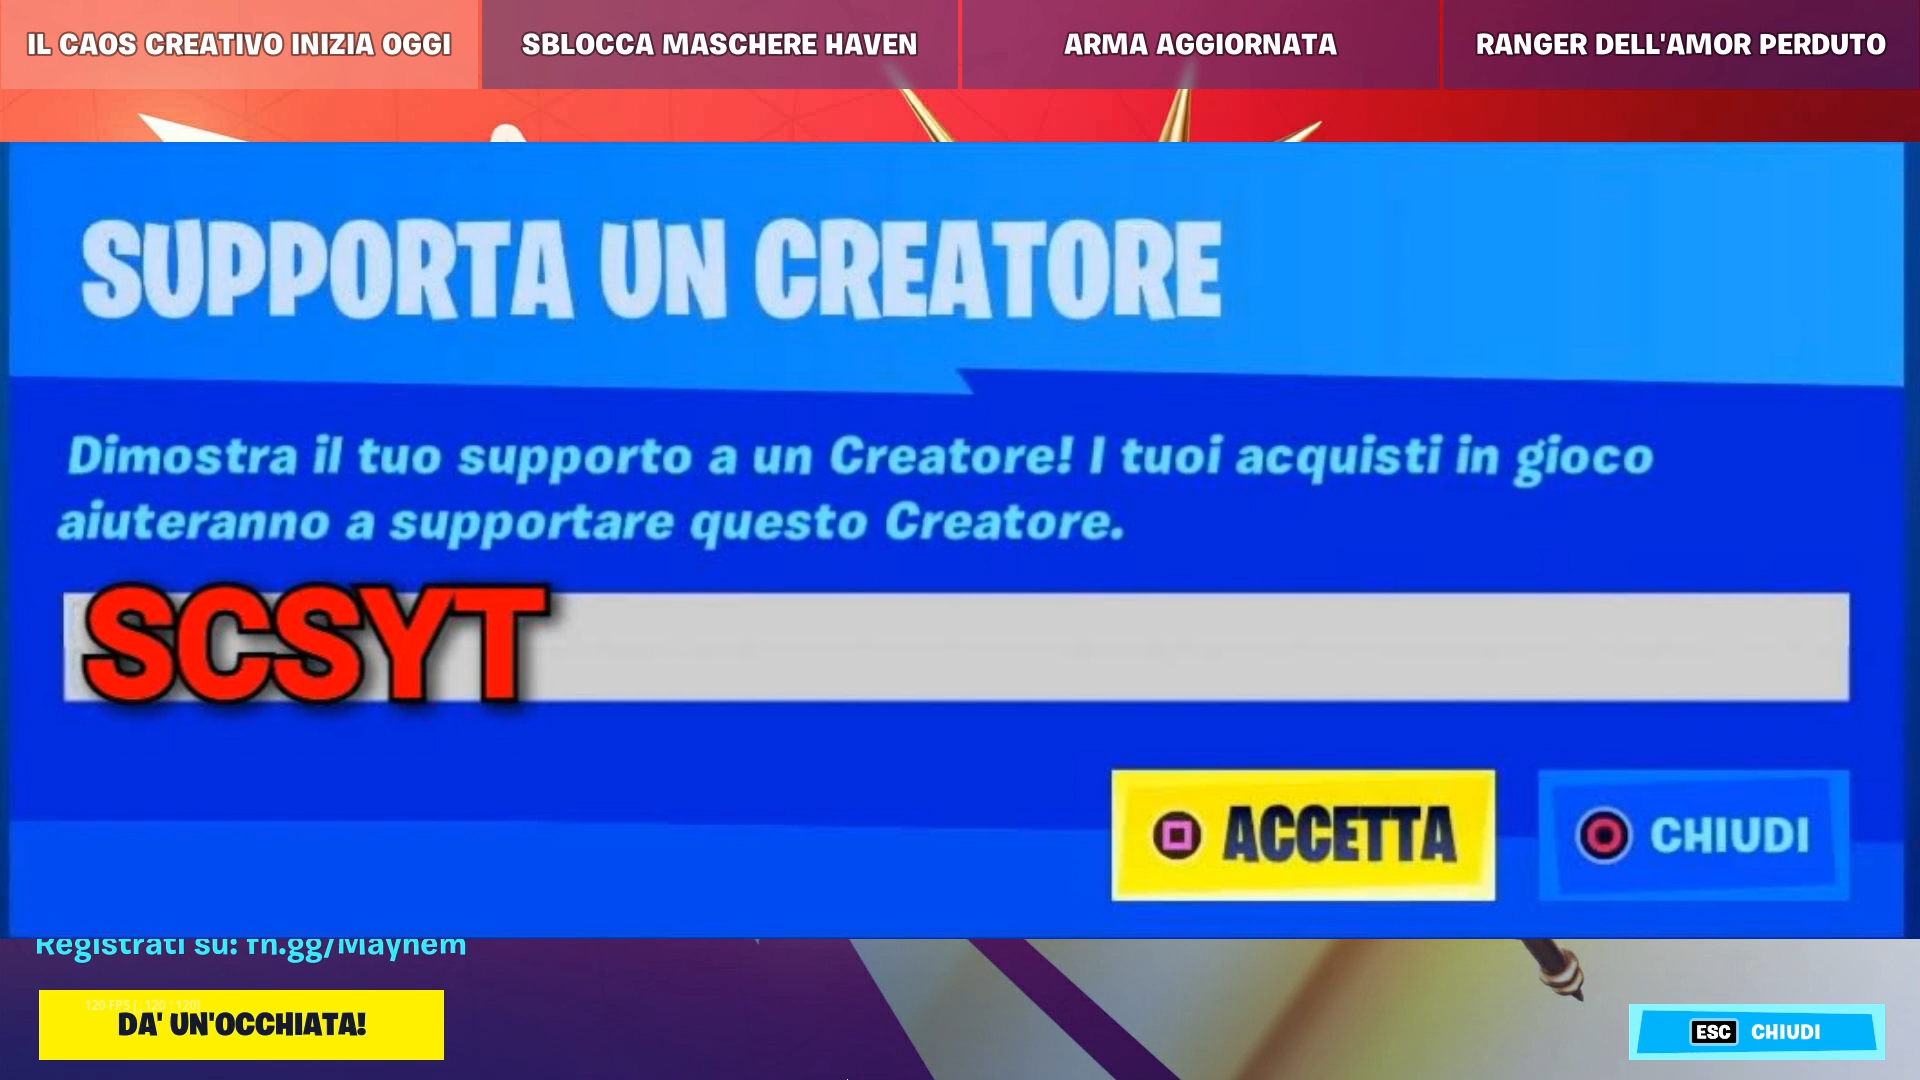 IL CAOS CREATIVO INIZIA OGGI
SBLOCCA MASCHERE HAVEN
ARMA AGGIORNATA
RANGER DELL'AMOR PERDUTO
SUPPORTA UN CREATORE
Dimostra il tuo supporto a un Creatore! I tuoi acquisti in gioco
aiuteranno a supportare questo Creatore.
SCSYT
ACCETTA
CHIUDI
Registrati su: fn.gg/Mayhem
DA' UN'OCCHIATA!
ESC CHIUDI